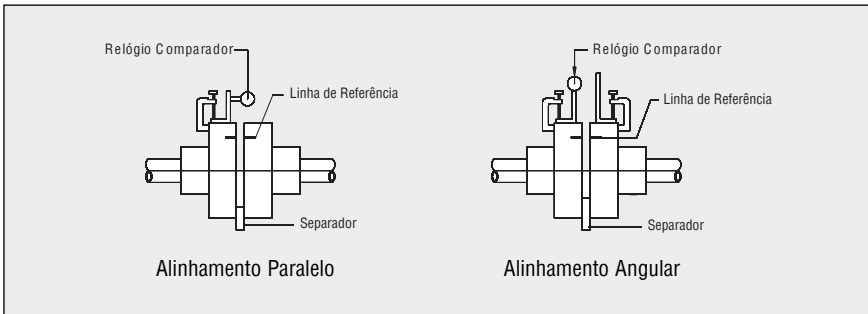 Relógio Comparador
Linha de Referência
Separador
Alinhamento Paralelo
Relógio Comparador
Linha de Referência
Separador
Alinhamento Angular